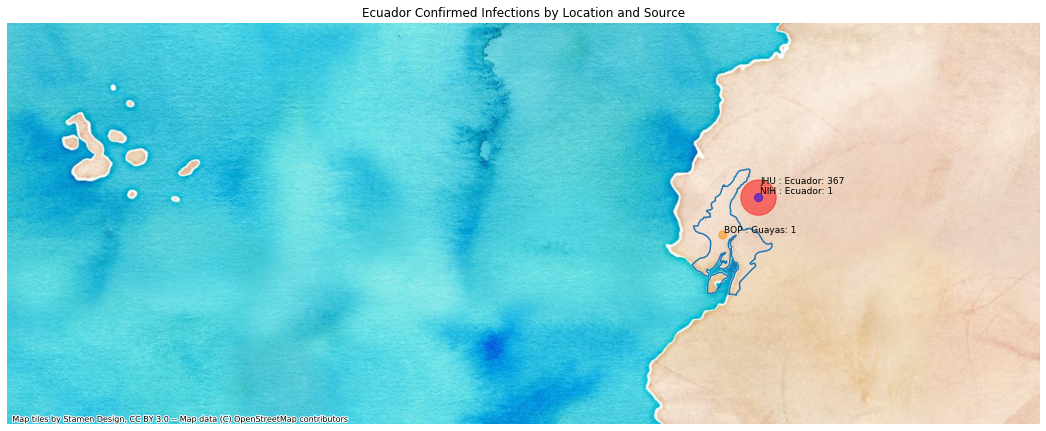 Ecuador Confirmed Infections by Location and Source
JHU : Ecuador: 367
NIH : Ecuador: 1
BOP : Guayas: 1
Map tiles by Stamen Design, CC BY 3.0 -- Map data (C) OpenStreetMap contributors